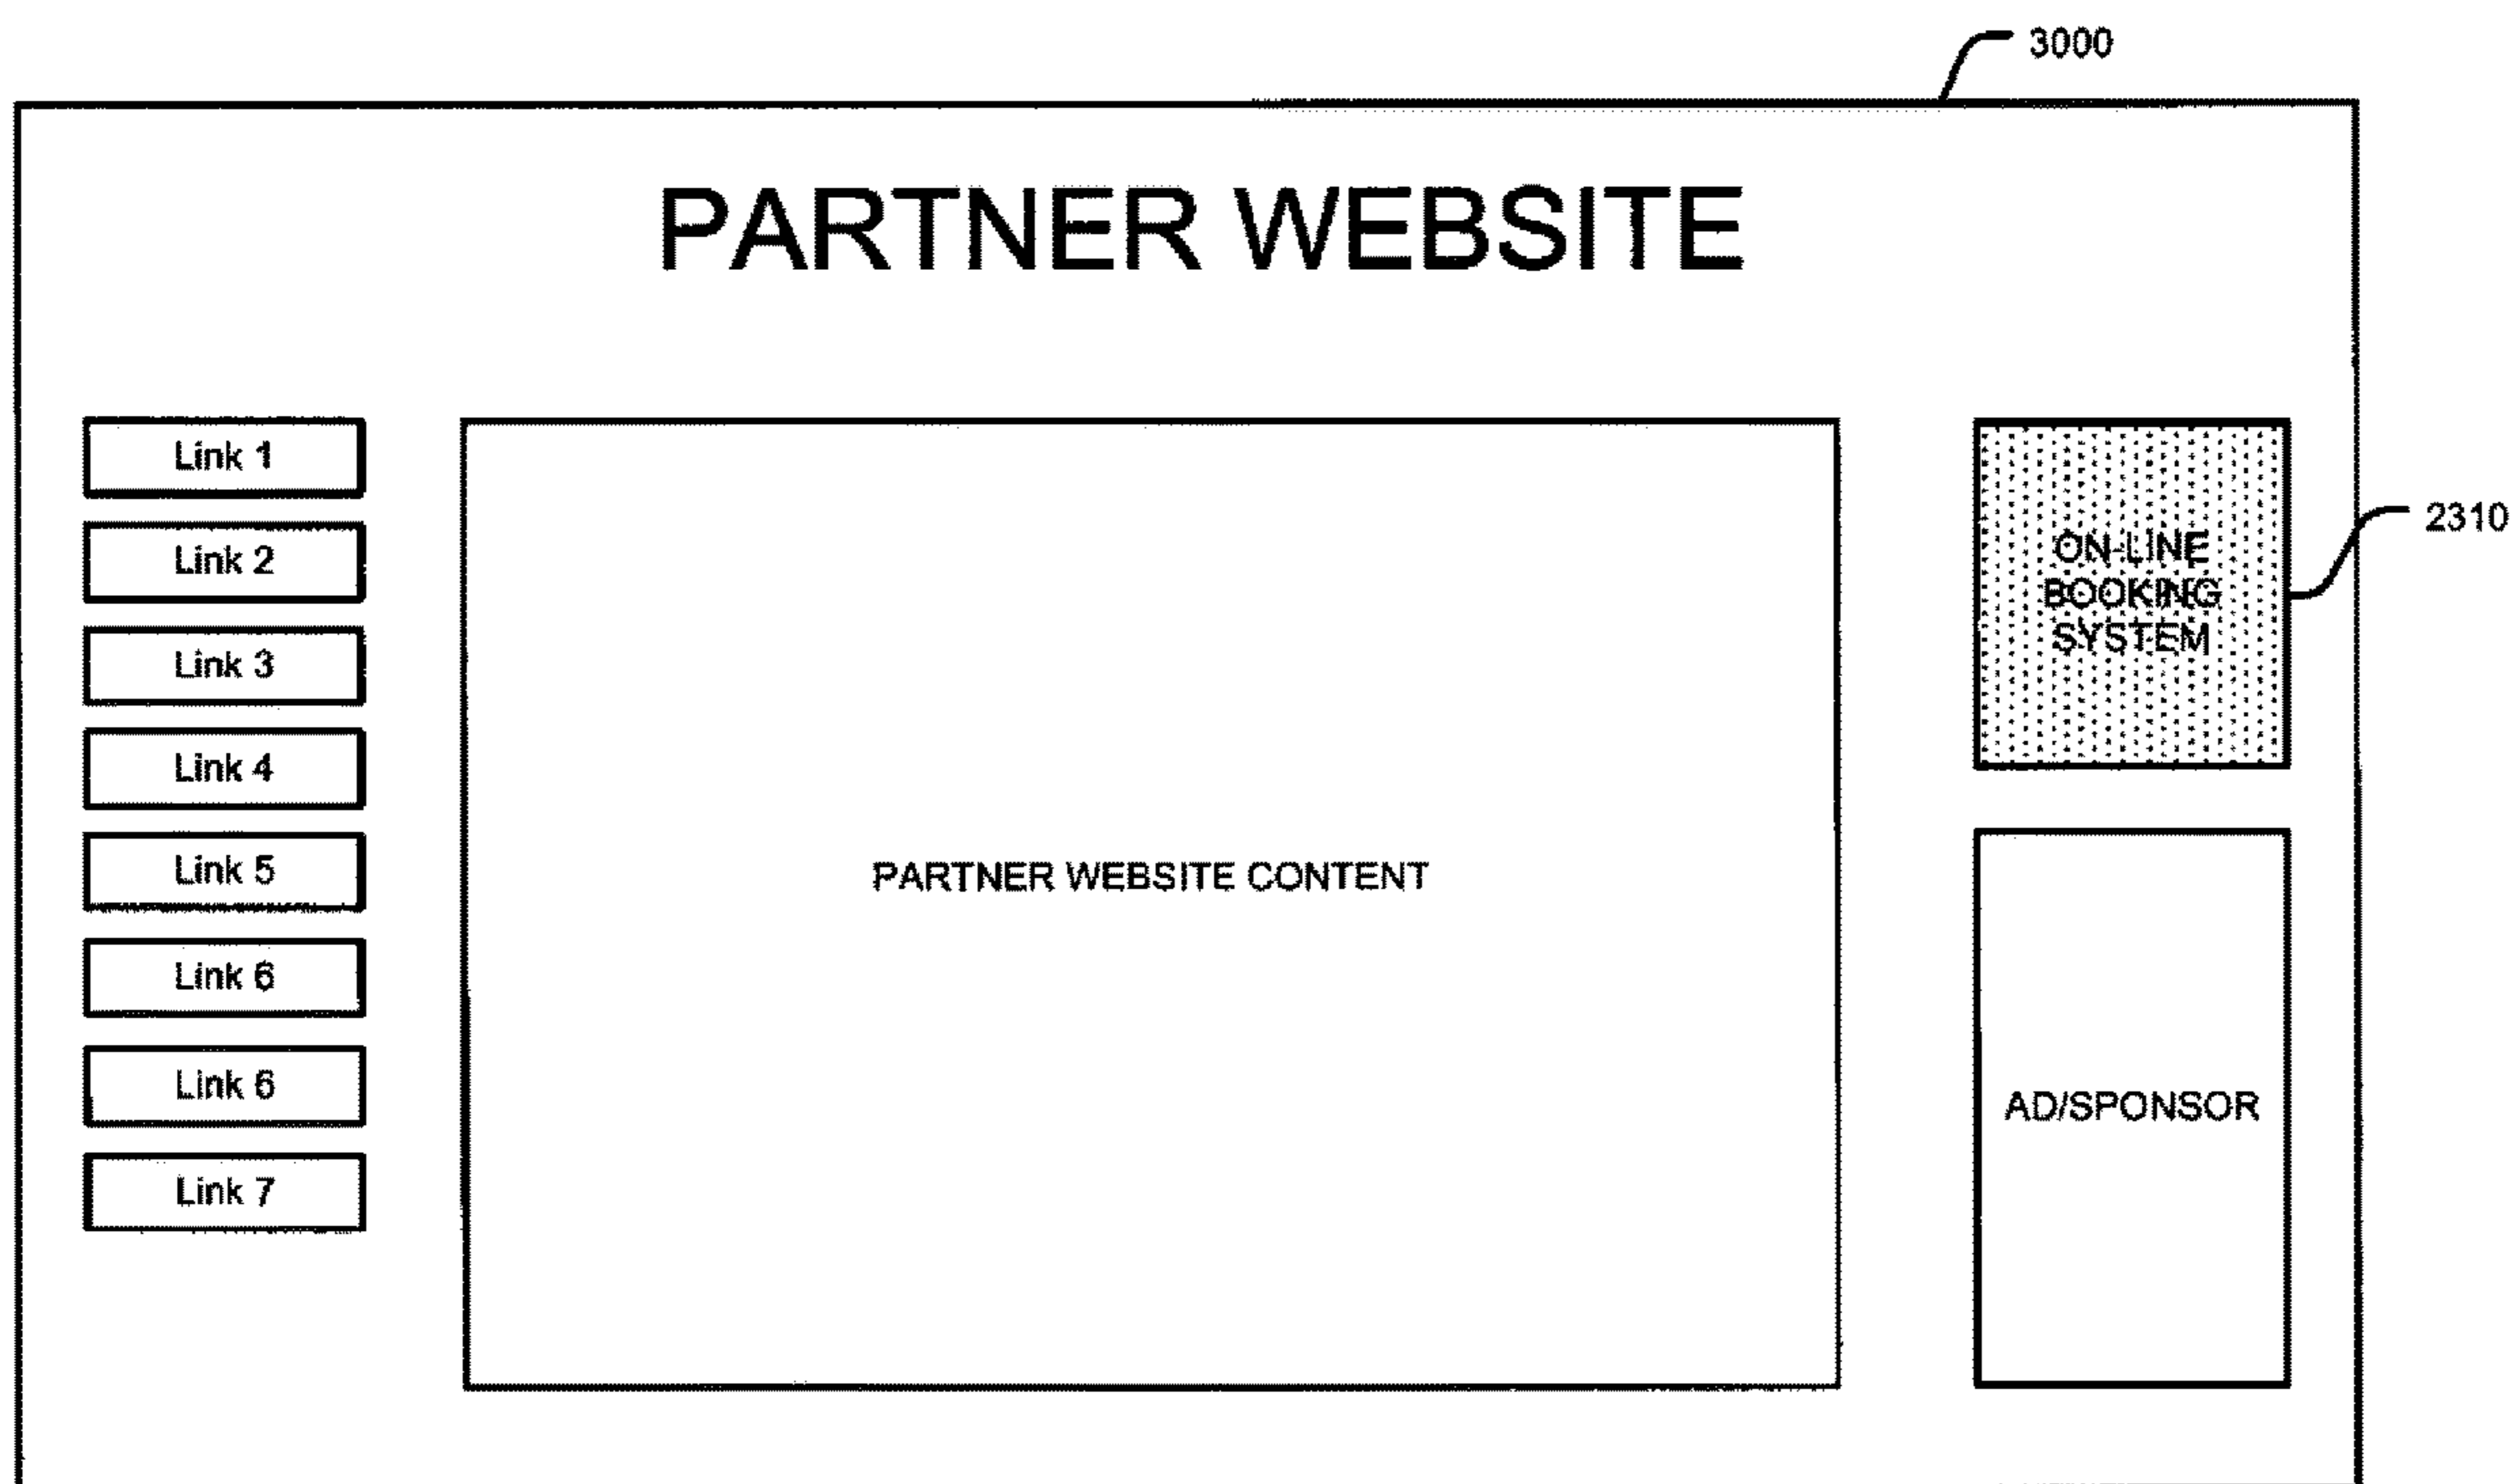 3000
PARTNER WEBSITE
Link 1
Link 2
Link 3
Link 4
Link 5
Link 6
Link 6
Link 7
PARTNER WEBSITE CONTENT
ON-LINE
BOOKING
SYSTEM
2310
AD/SPONSOR